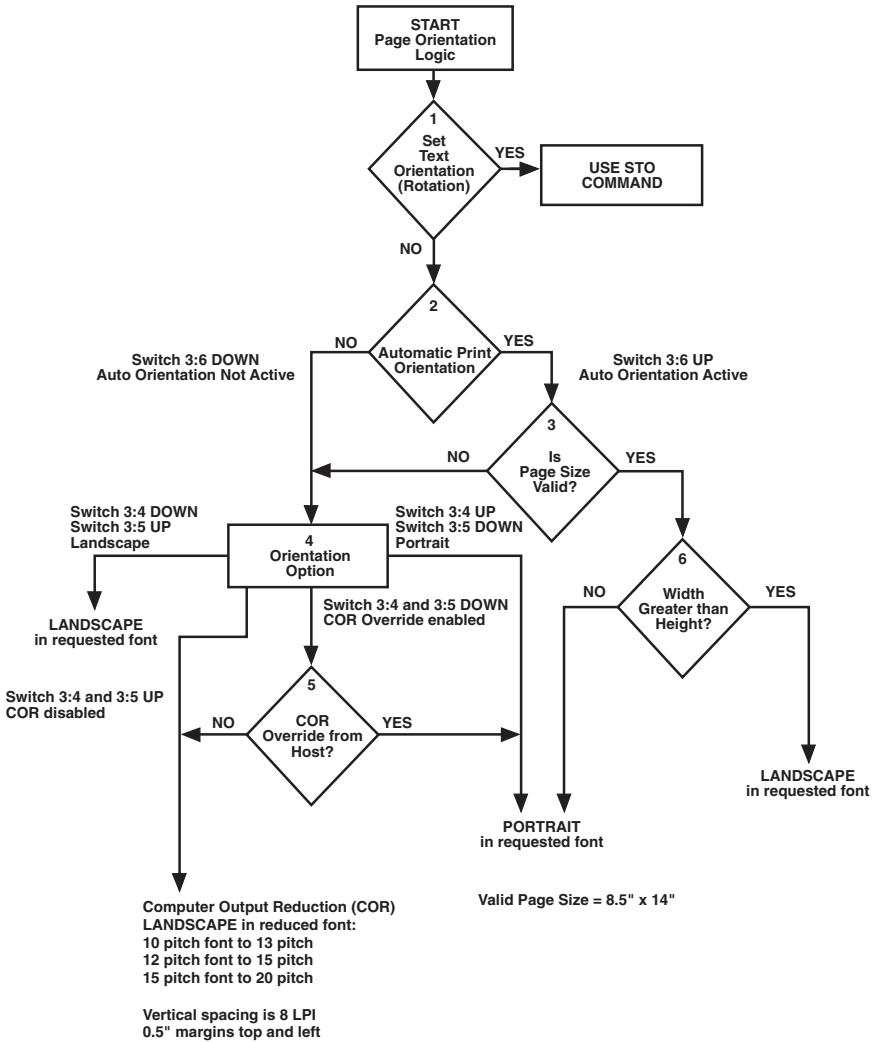 START
Page Orientation
Logic
1
Set
Text
Orientation
(Rotation)
YES
USE STO
COMMAND
NO
2
Automatic Print
Orientation
NO
YES
Switch 3:6 DOWN
Auto Orientation Not Active
Switch 3:6 UP
Auto Orientation Active
3
Is
Page Size
Valid?
NO
YES
Switch 3:4 DOWN
Switch 3:5 UP
Landscape
4
Orientation
Option
Switch 3:4 UP
Switch 3:5 DOWN
Portrait
6
Width
Greater than
Height?
NO
YES
LANDSCAPE
in requested font
Switch 3:4 and 3:5 DOWN
COR Override enabled
Switch 3:4 and 3:5 UP
COR disabled
5
COR
Override from
Host?
NO
YES
LANDSCAPE
in requested font
PORTRAIT
in requested font
Valid Page Size = 8.5" x 14"
Computer Output Reduction (COR)
LANDSCAPE in reduced font:
10 pitch font to 13 pitch
12 pitch font to 15 pitch
15 pitch font to 20 pitch
Vertical spacing is 8 LPI
0.5" margins top and left